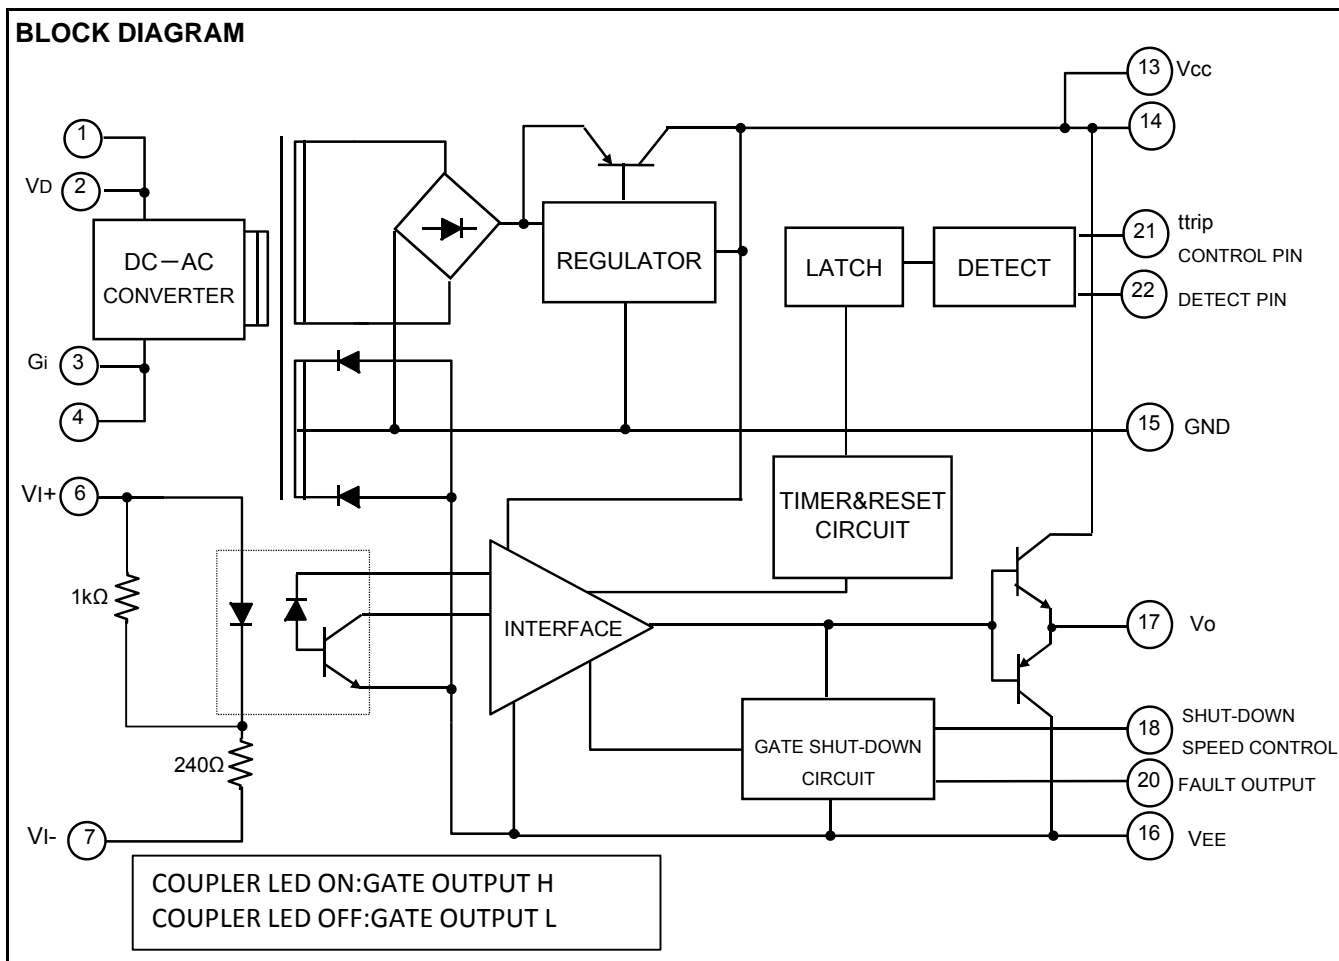 BLOCK DIAGRAM
13 Vcc
14
1
VD 2
DC－AC
CONVERTER
Gi 3
4
REGULATOR
LATCH
DETECT
21 ttrip
CONTROL PIN
22 DETECT PIN
15 GND
VI+ 6
TIMER&RESET
CIRCUIT
1kΩ
INTERFACE
17 Vo
240Ω
GATE SHUT-DOWN
CIRCUIT
18 SHUT-DOWN
SPEED CONTROL
20 FAULT OUTPUT
VI- 7
16 VEE
COUPLER LED ON:GATE OUTPUT H
COUPLER LED OFF:GATE OUTPUT L